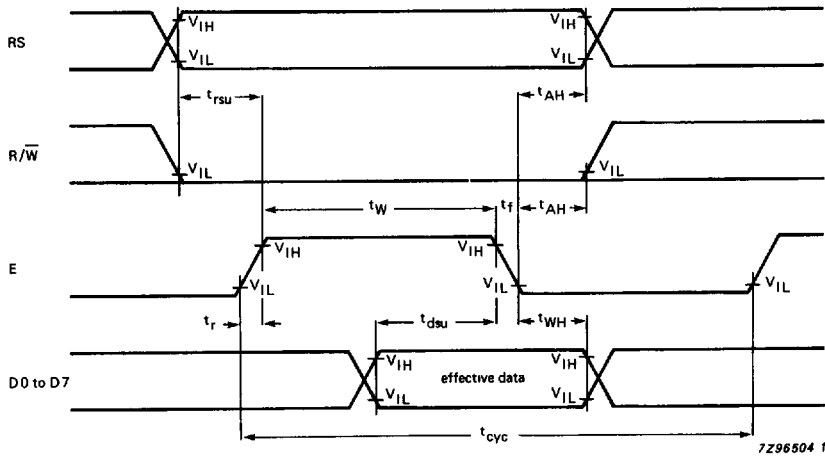 RS
V_IH
V_IL
V_IH
V_IL
t_rsu
t_AH
R/W̅
V_IL
V_IL
t_W
t_f
t_AH
E
V_IH
V_IH
V_IL
V_IL
V_IL
t_r
t_dsu
t_WH
D0 to D7
V_IH
V_IL
effective data
V_IH
V_IL
t_cyc
7Z96504 1